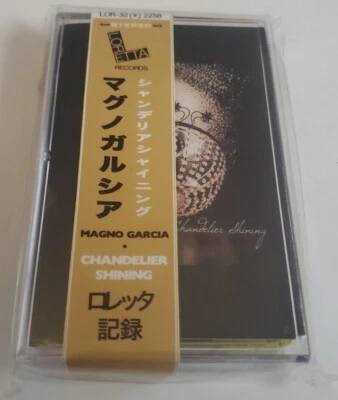 LOR-32(¥) 2258
STEREO
LORETTA
RECORDS
シャンデリアシャイニング
マグノガルシア
MAGNO GARCIA
·
CHANDELIER
SHINING
ロレッタ
記録
Chandelier Shining